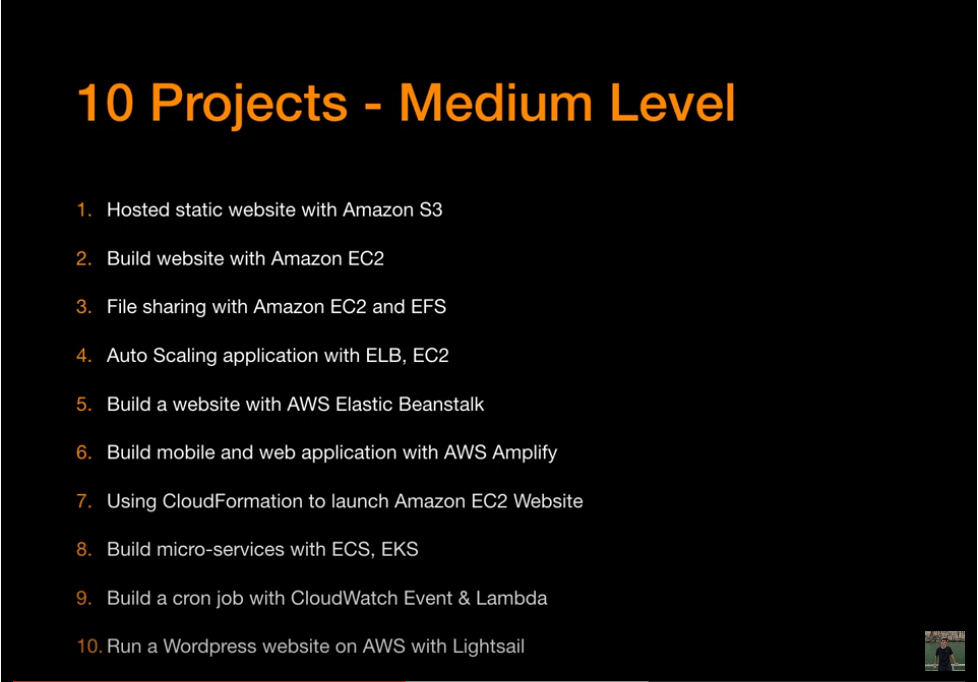 10 Projects - Medium Level
1. Hosted static website with Amazon S3
2. Build website with Amazon EC2
3. File sharing with Amazon EC2 and EFS
4. Auto Scaling application with ELB, EC2
5. Build a website with AWS Elastic Beanstalk
6. Build mobile and web application with AWS Amplify
7. Using CloudFormation to launch Amazon EC2 Website
8. Build micro-services with ECS, EKS
9. Build a cron job with CloudWatch Event & Lambda
10. Run a Wordpress website on AWS with Lightsail